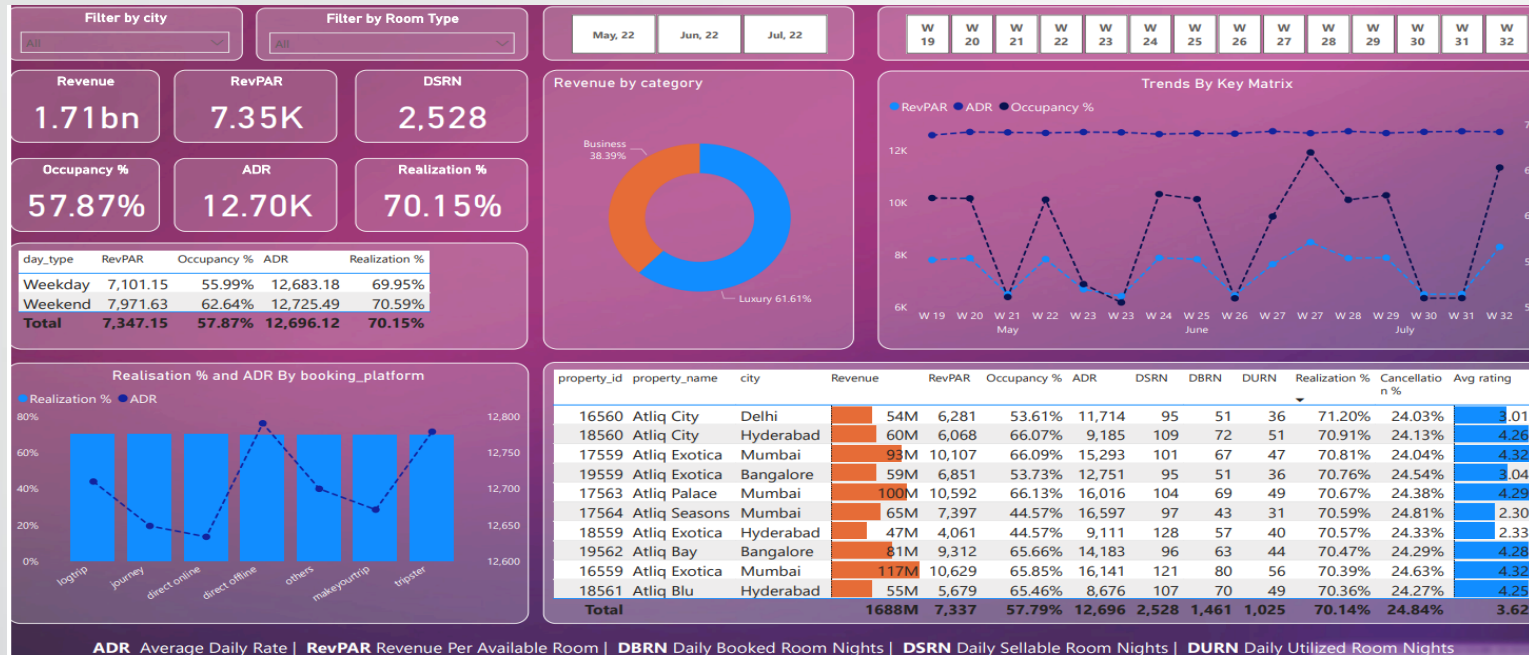 Filter by city
All
Filter by Room Type
All
May, 22 Jun, 22 Jul, 22
W 19 W 20 W 21 W 22 W 23 W 24 W 25 W 26 W 27 W 28 W 29 W 30 W 31 W 32
Revenue
1.71bn
RevPAR
7.35K
DSRN
2,528
Occupancy %
57.87%
ADR
12.70K
Realization %
70.15%
day_type RevPAR Occupancy % ADR Realization %
Weekday 7,101.15 55.99% 12,683.18 69.95%
Weekend 7,971.63 62.64% 12,725.49 70.59%
Total 7,347.15 57.87% 12,696.12 70.15%
Revenue by category
Business
38.39%
Luxury 61.61%
Trends By Key Matrix
RevPAR ADR Occupancy %
12K
10K
8K
6K
W 19 W 20 W 21 W 22 W 23 W 23 W 24 W 25 W 26 W 27 W 27 W 28 W 29 W 30 W 31 W 32
May June July
Realisation % and ADR By booking_platform
Realization % ADR
80%
60%
40%
20%
0%
12,800
12,750
12,700
12,650
12,600
logtrip journey direct online direct offline others makeyourtrip tripster
property_id property_name city Revenue RevPAR Occupancy % ADR DSRN DBRN DURN Realization % Cancellatio Avg rating
n %
16560 Atliq City Delhi 54M 6,281 53.61% 11,714 95 51 36 71.20% 24.03% 3.01
18560 Atliq City Hyderabad 60M 6,068 66.07% 9,185 109 72 51 70.91% 24.13% 4.26
17559 Atliq Exotica Mumbai 93M 10,107 66.09% 15,293 101 67 47 70.81% 24.04% 4.32
19559 Atliq Exotica Bangalore 59M 6,851 53.73% 12,751 95 51 36 70.76% 24.54% 3.04
17563 Atliq Palace Mumbai 100M 10,592 66.13% 16,016 104 69 49 70.67% 24.38% 4.29
17564 Atliq Seasons Mumbai 65M 7,397 44.57% 16,597 97 43 31 70.59% 24.81% 2.30
18559 Atliq Exotica Hyderabad 47M 4,061 44.57% 9,111 128 57 40 70.57% 24.33% 2.33
19562 Atliq Bay Bangalore 81M 9,312 65.66% 14,183 96 63 44 70.47% 24.29% 4.28
16559 Atliq Exotica Mumbai 117M 10,629 65.85% 16,141 121 80 56 70.39% 24.63% 4.32
18561 Atliq Blu Hyderabad 55M 5,679 65.46% 8,676 107 70 49 70.36% 24.27% 4.25
Total 1688M 7,337 57.79% 12,696 2,528 1,461 1,025 70.14% 24.84% 3.62
ADR Average Daily Rate | RevPAR Revenue Per Available Room | DBRN Daily Booked Room Nights | DSRN Daily Sellable Room Nights | DURN Daily Utilized Room Nights